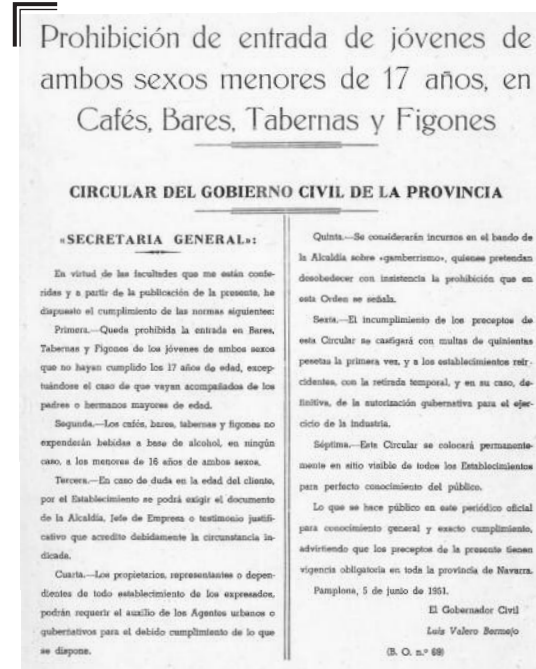 Prohibición de entrada de jóvenes de
ambos sexos menores de 17 años, en
Cafés, Bares, Tabernas y Figones
CIRCULAR DEL GOBIERNO CIVIL DE LA PROVINCIA
«SECRETARIA GENERAL»:
En virtud de las facultades que me están confe-
ridas y a partir de la publicación de la presente, he
dispuesto el cumplimiento de las normas siguientes:
Primera.—Queda prohibida la entrada en Bares,
Tabernas y Figones de los jóvenes de ambos sexos
que no hayan cumplido los 17 años de edad, excep-
tuándose el caso de que vayan acompañados de los
padres o hermanos mayores de edad.
Segunda.—Los cafés, bares, tabernas y figones no
expenderán bebidas a base de alcohol, en ningún
caso, a los menores de 16 años de ambos sexos.
Tercera.—En caso de duda en la edad del cliente,
por el Establecimiento se podrá exigir el documento
de la Alcaldía, Jefe de Empresa o testimonio justifi-
cativo que acredite debidamente la circunstancia in-
dicada.
Cuarta.—Los propietarios, representantes o depen-
dientes de todo establecimiento de los expresados,
podrán requerir el auxilio de los Agentes urbanos o
gubernativos para el debido cumplimiento de lo que
se dispone.
Quinta.—Se considerarán incursos en el bando de
la Alcaldía sobre «gamberrismo», quienes pretendan
desobedecer con insistencia la prohibición que en
esta Orden se señala.
Sexta.—El incumplimiento de los preceptos de
esta Circular se castigará con multas de quinientas
pesetas la primera vez, y a los establecimientos rein-
cidentes, con la retirada temporal, y en su caso, de-
finitiva, de la autorización gubernativa para el ejer-
cicio de la industria.
Séptima.—Esta Circular se colocará permanente-
mente en sitio visible de todos los Establecimientos
para perfecto conocimiento del público.
Lo que se hace público en este periódico oficial
para conocimiento general y exacto cumplimiento,
advirtiendo que los preceptos de la presente tienen
vigencia obligatoria en toda la provincia de Navarra.
Pamplona, 5 de junio de 1951.
El Gobernador Civil
Luis Valero Bermejo
(B. O. n.º 69)